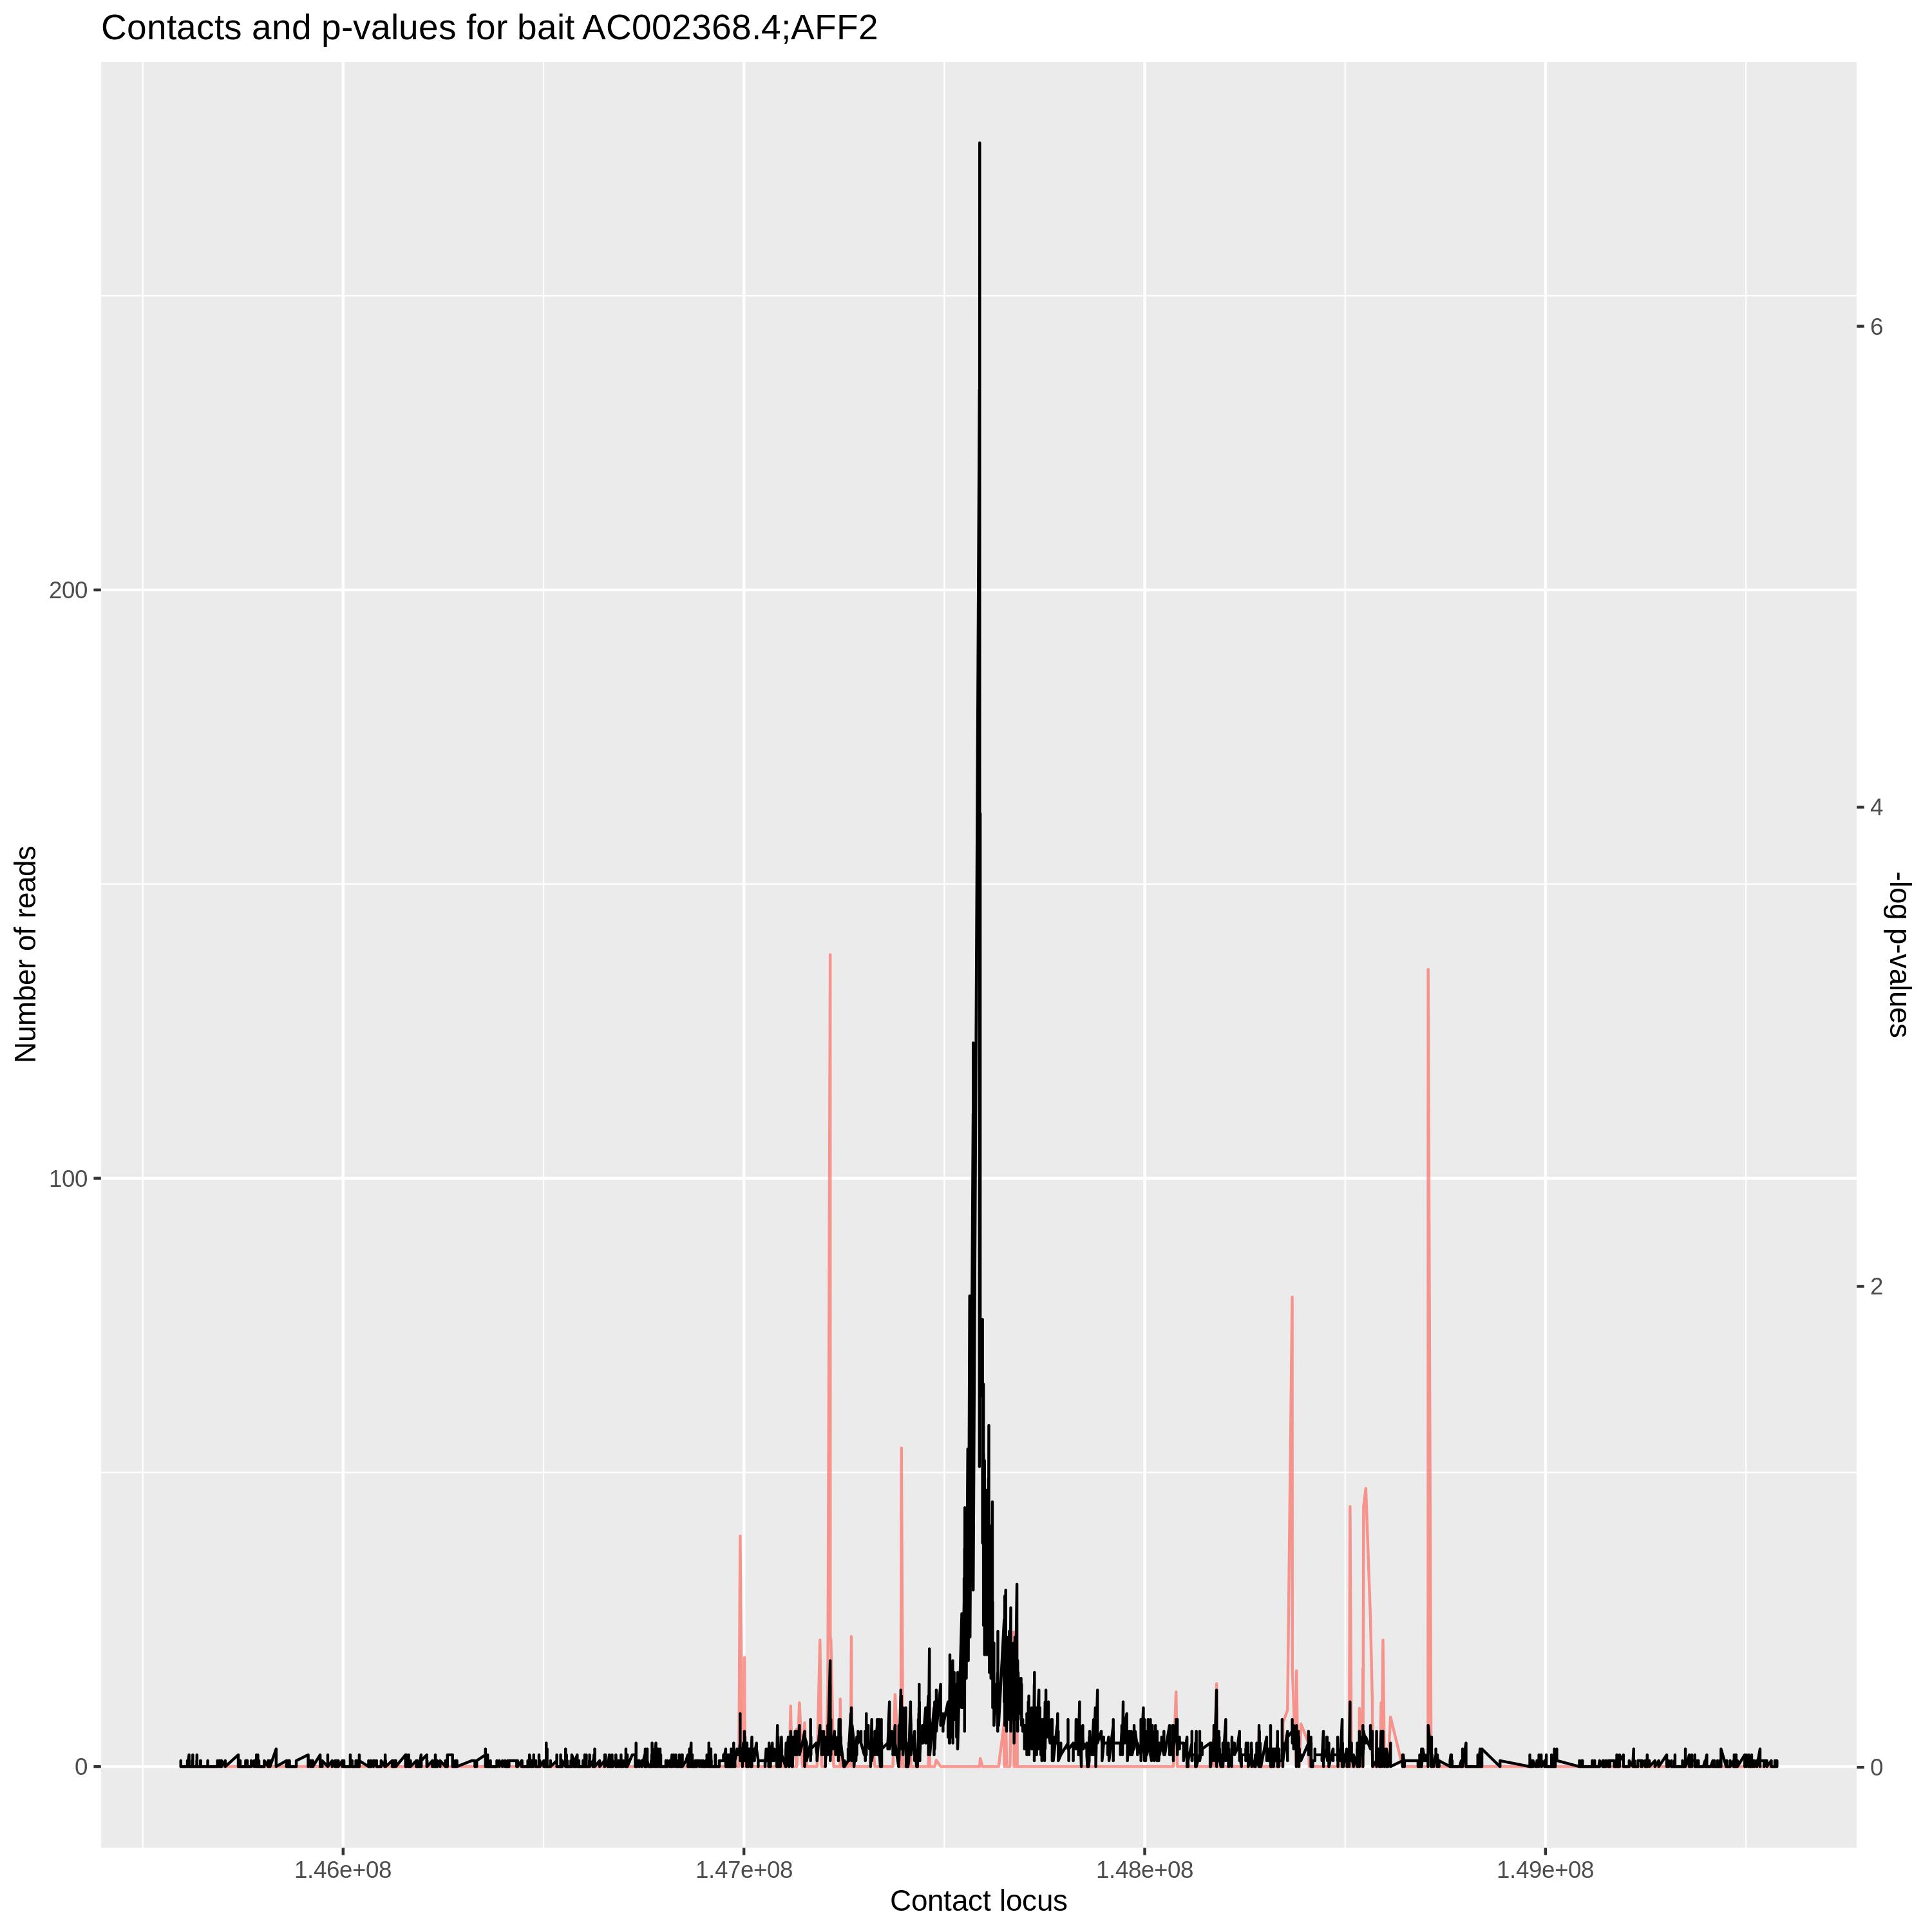 Contacts and p-values for bait AC002368.4;AFF2
Number of reads
200
100
0
6
4
2
0
-log p-values
1.46e+08
1.47e+08
1.48e+08
1.49e+08
Contact locus